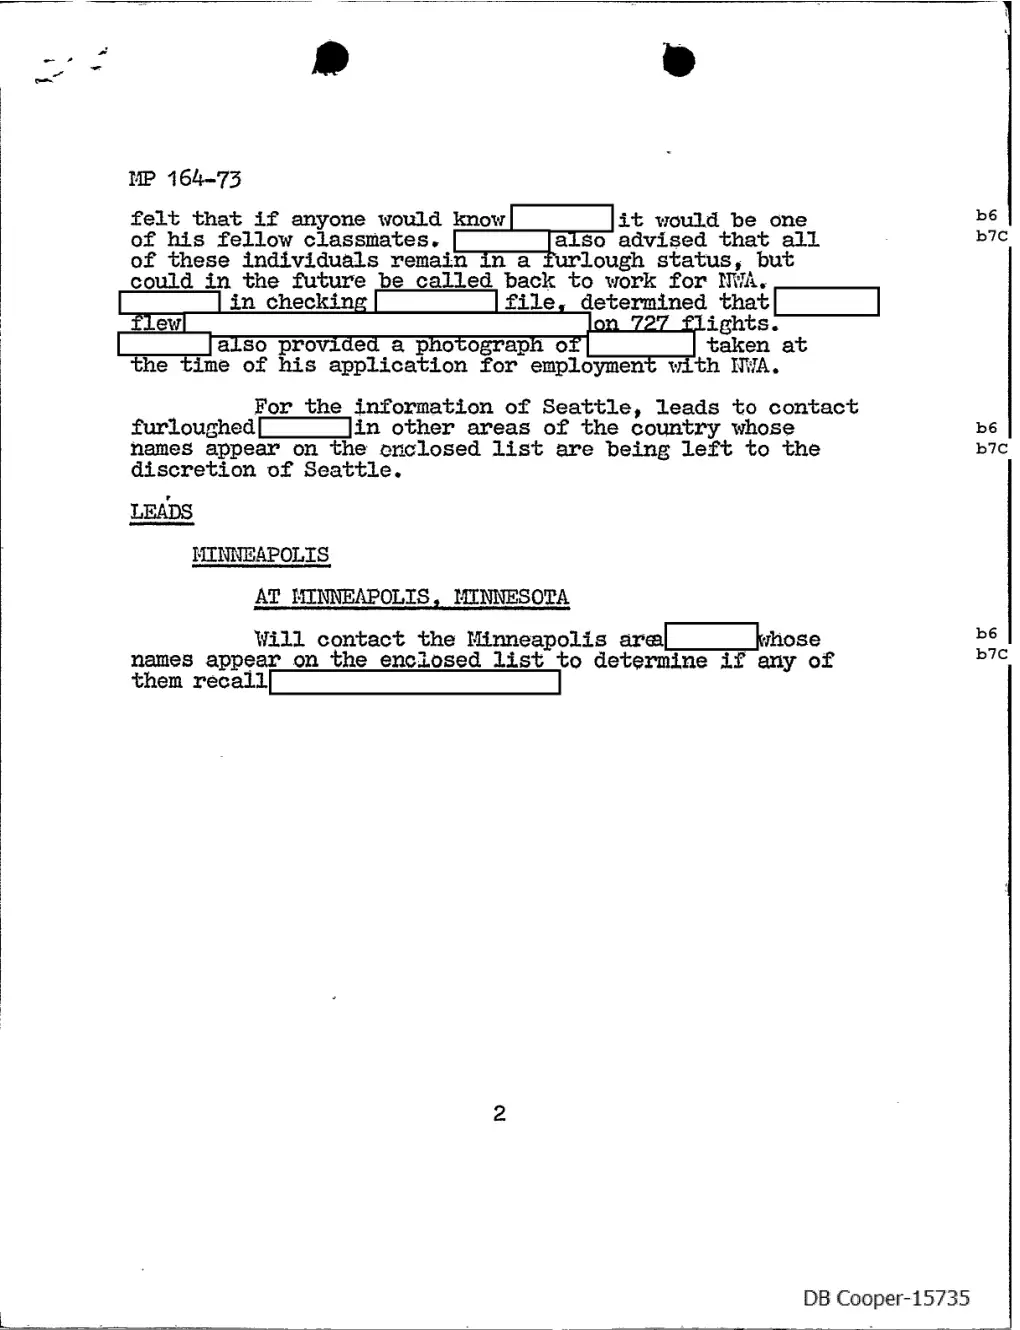 MP 164-73
felt that if anyone would know it would be one b6
of his fellow classmates. also advised that all b7C
of these individuals remain in a furlough status, but
could in the future be called back to work for NWA.
in checking file, determined that
flew on 727 flights.
also provided a photograph of taken at
the time of his application for employment with NWA.
For the information of Seattle, leads to contact
furloughed in other areas of the country whose b6
names appear on the enclosed list are being left to the b7C
discretion of Seattle.
LEADS
MINNEAPOLIS
AT MINNEAPOLIS, MINNESOTA
Will contact the Minneapolis area whose b6
names appear on the enclosed list to determine if any of b7C
them recall
2
DB Cooper-15735